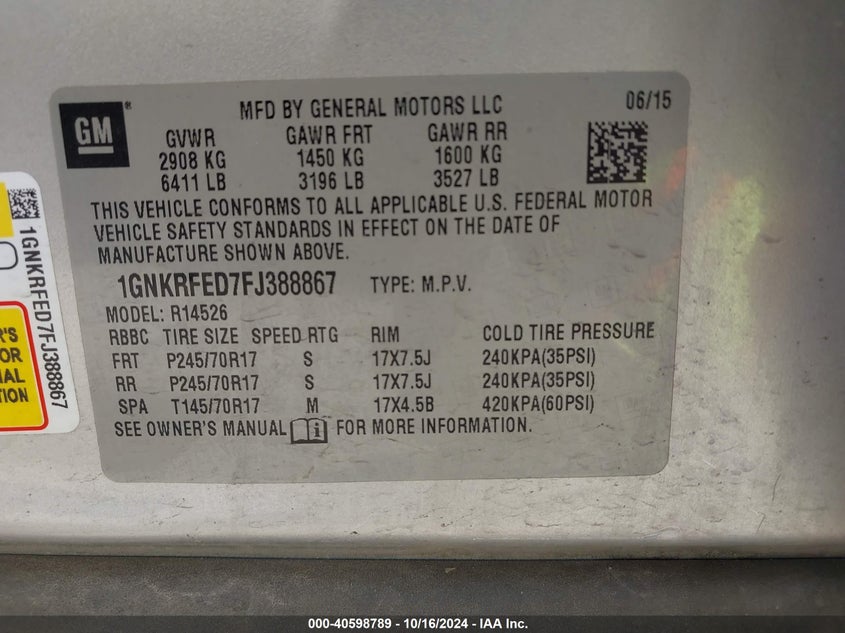 GM ®
MFD BY GENERAL MOTORS LLC 06/15
GVWR GAWR FRT GAWR RR
2908 KG 1450 KG 1600 KG
6411 LB 3196 LB 3527 LB
THIS VEHICLE CONFORMS TO ALL APPLICABLE U.S. FEDERAL MOTOR
VEHICLE SAFETY STANDARDS IN EFFECT ON THE DATE OF
MANUFACTURE SHOWN ABOVE.
1GNKRFED7FJ388867 TYPE: M.P.V.
MODEL: R14526
RBBC TIRE SIZE SPEED RTG RIM COLD TIRE PRESSURE
FRT P245/70R17 S 17X7.5J 240KPA(35PSI)
RR P245/70R17 S 17X7.5J 240KPA(35PSI)
SPA T145/70R17 M 17X4.5B 420KPA(60PSI)
SEE OWNER'S MANUAL i FOR MORE INFORMATION.
1GNKRFED7FJ388867
R'S
OR
AL
ION
000-40598789 - 10/16/2024 - IAA Inc.